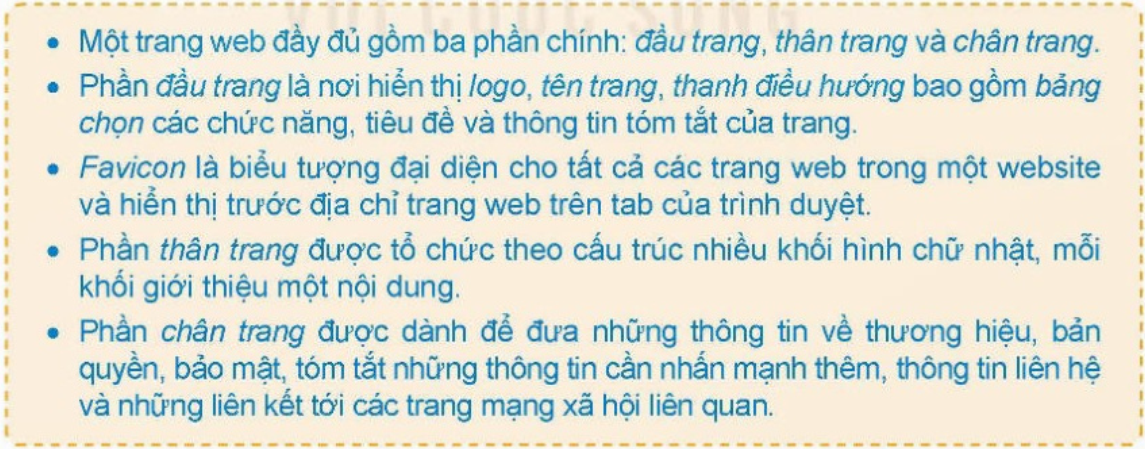 VỚI CUỘC SỐNG
• Một trang web đầy đủ gồm ba phần chính: đầu trang, thân trang và chân trang.
• Phần đầu trang là nơi hiển thị logo, tên trang, thanh điều hướng bao gồm bảng
chọn các chức năng, tiêu đề và thông tin tóm tắt của trang.
• Favicon là biểu tượng đại diện cho tất cả các trang web trong một website
và hiển thị trước địa chỉ trang web trên tab của trình duyệt.
• Phần thân trang được tổ chức theo cấu trúc nhiều khối hình chữ nhật, mỗi
khối giới thiệu một nội dung.
• Phần chân trang được dành để đưa những thông tin về thương hiệu, bản
quyền, bảo mật, tóm tắt những thông tin cần nhấn mạnh thêm, thông tin liên hệ
và những liên kết tới các trang mạng xã hội liên quan.